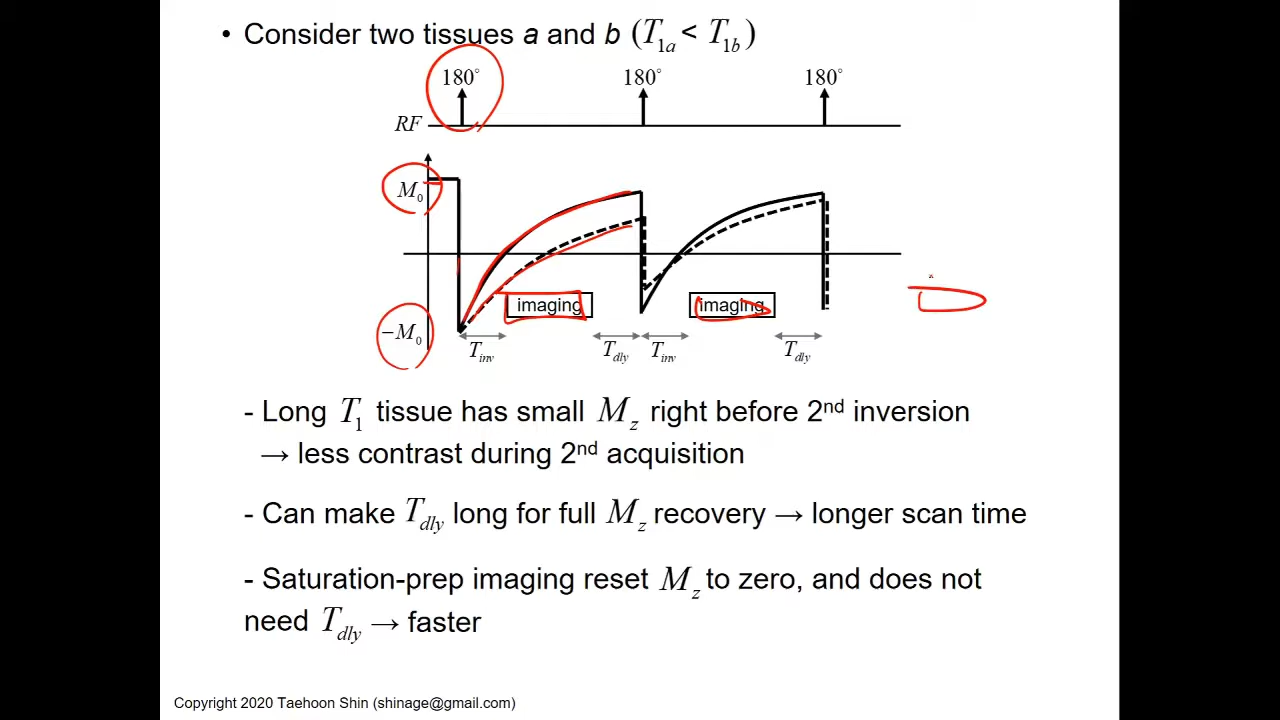 • Consider two tissues a and b (T1a < T1b)
180° 180° 180°
RF
M0
imaging imaging
−M0
Tinv Tdly Tinv Tdly
- Long T1 tissue has small Mz right before 2nd inversion
→ less contrast during 2nd acquisition
- Can make Tdly long for full Mz recovery → longer scan time
- Saturation-prep imaging reset Mz to zero, and does not
need Tdly → faster
Copyright 2020 Taehoon Shin (shinage@gmail.com)